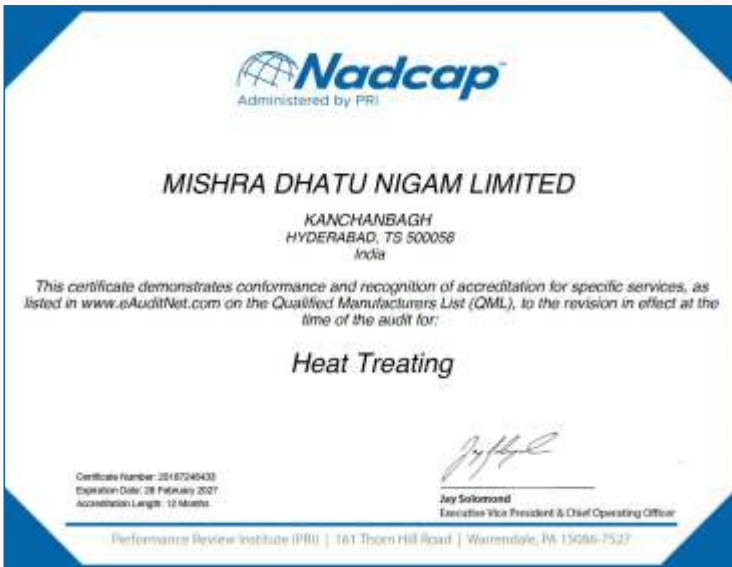 Nadcap
Administered by PRI
MISHRA DHATU NIGAM LIMITED
KANCHANBAGH
HYDERABAD, TS 500058
India
This certificate demonstrates conformance and recognition of accreditation for specific services, as
listed in www.eAuditNet.com on the Qualified Manufacturers List (QML), to the revision in effect at the
time of the audit for:
Heat Treating
Certificate Number:
Expiration Date: 28 February 2027
Accreditation Length: 12 Months
Jay Solomond
Executive Vice President & Chief Operating Officer
Performance Review Institute (PRI) | 161 Thorn Hill Road | Warrendale, PA 15086-7527